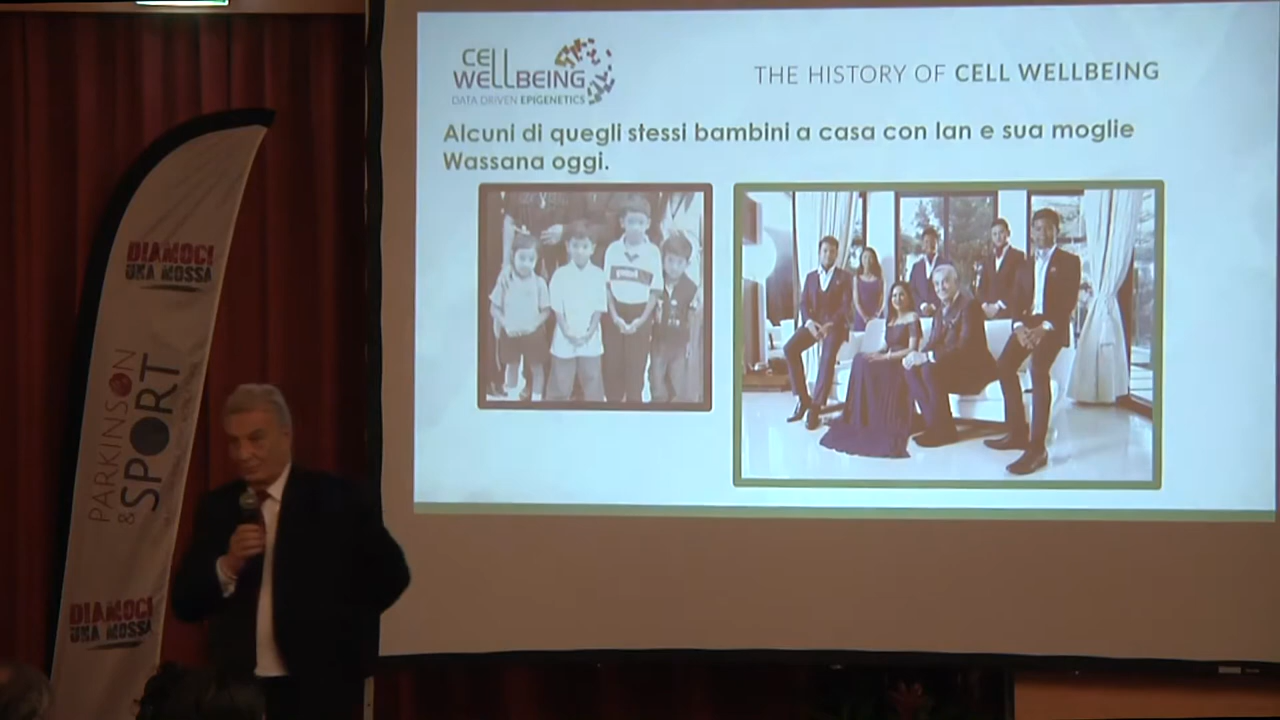 CELL
WELLBEING
DATA DRIVEN EPIGENETICS
THE HISTORY OF CELL WELLBEING
Alcuni di quegli stessi bambini a casa con Ian e sua moglie
Wassana oggi.
DIAMOCI
UNA MOSSA
PARKINSON
& SPORT
DIAMOCI
UNA MOSSA